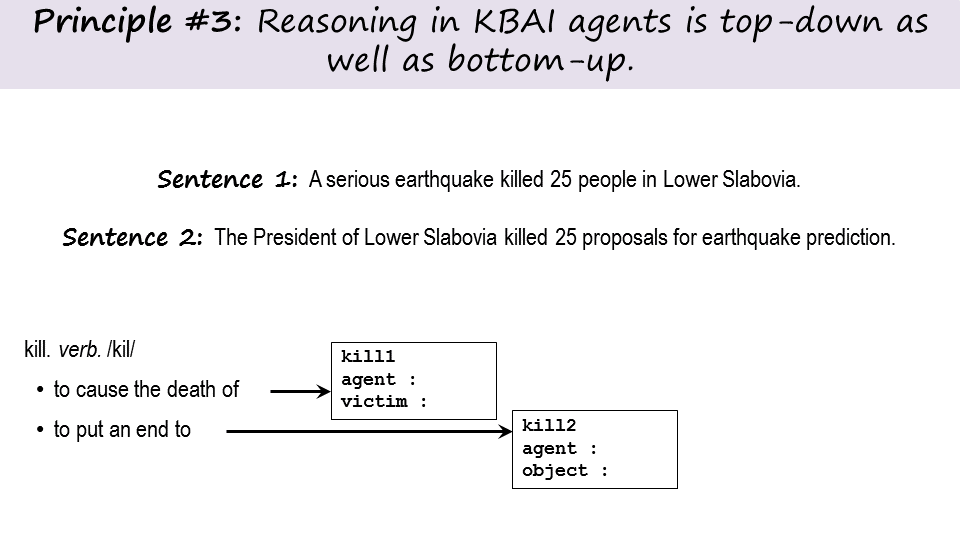 Principle #3: Reasoning in KBAI agents is top-down as
well as bottom-up.
Sentence 1: A serious earthquake killed 25 people in Lower Slabovia.
Sentence 2: The President of Lower Slabovia killed 25 proposals for earthquake prediction.
kill. verb. /kil/
• to cause the death of
• to put an end to
kill1
agent :
victim :
kill2
agent :
object :